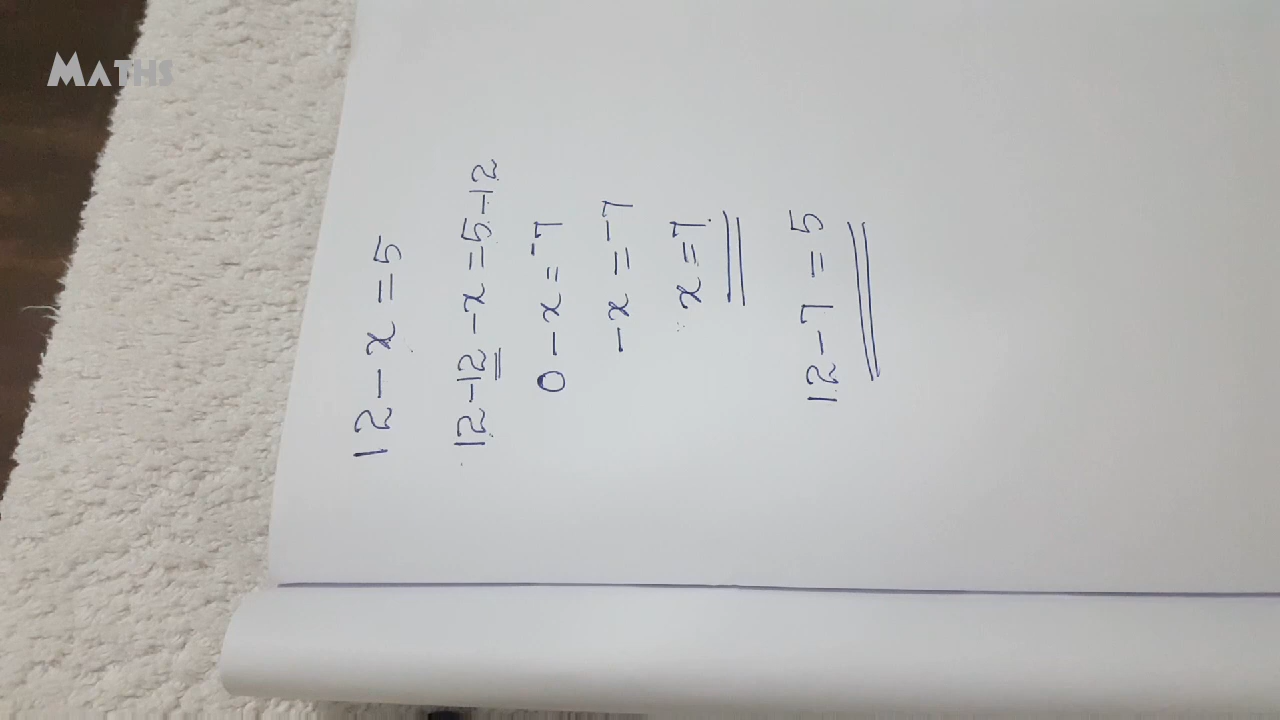 MATHS
12 - x = 5
12 - 12 - x = 5 - 12
0 - x = -7
-x = -7
x = 7
12 - 7 = 5